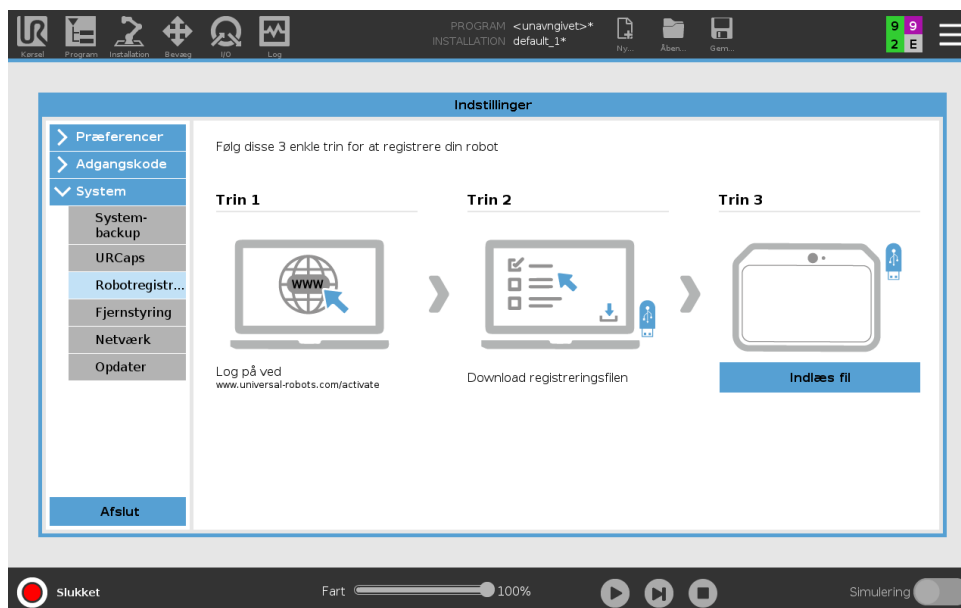 PROGRAM <unavngivet>*
INSTALLATION default_1*
Kørsel
Program
Installation
Bevæg
I/O
Log
Ny...
Åben...
Gem...
9 9
2 E
Indstillinger
Præferencer
Adgangskode
System
System-
backup
URCaps
Robotregistr...
Fjernstyring
Netværk
Opdater
Afslut
Følg disse 3 enkle trin for at registrere din robot
Trin 1
WWW
Log på ved
www.universal-robots.com/activate
Trin 2
Download registreringsfilen
Trin 3
Indlæs fil
Slukket
Fart
100%
Simulering